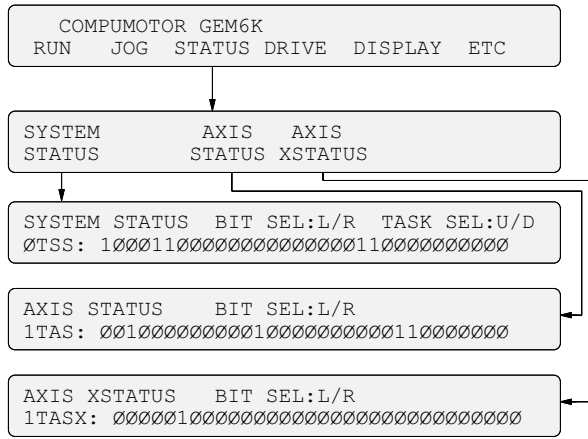 COMPUMOTOR GEM6K
RUN JOG STATUS DRIVE DISPLAY ETC
SYSTEM AXIS AXIS
STATUS STATUS XSTATUS
SYSTEM STATUS BIT SEL:L/R TASK SEL:U/D
ØTSS: 1ØØØ11ØØØØØØØØØØØØØØ11ØØØØØØØØØØ
AXIS STATUS BIT SEL:L/R
1TAS: ØØ1ØØØØØØØØØ1ØØØØØØØØØØ11ØØØØØØØ
AXIS XSTATUS BIT SEL:L/R
1TASX: ØØØØØ1ØØØØØØØØØØØØØØØØØØØØØØØØØØ